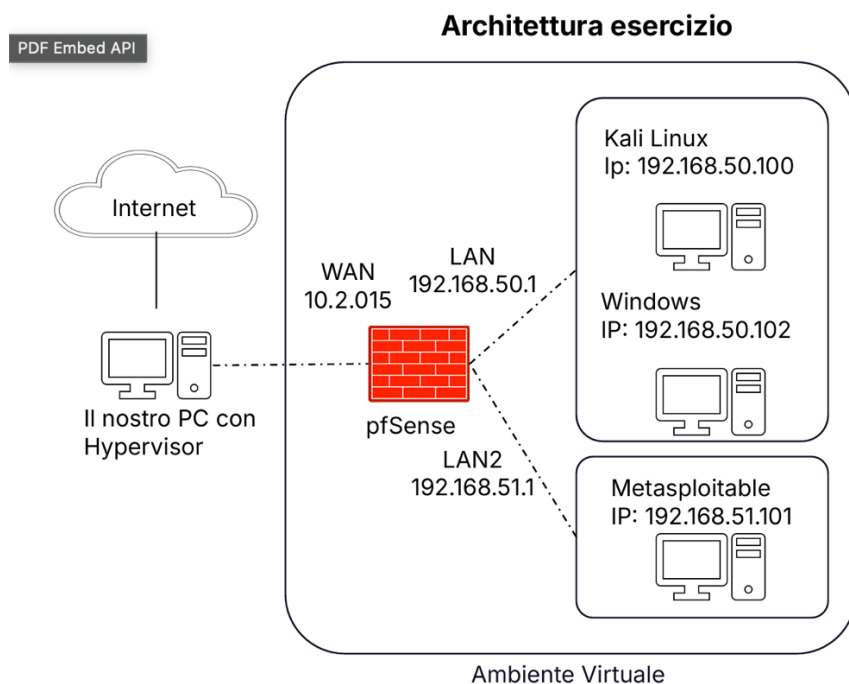 Architettura esercizio
PDF Embed API
Kali Linux
Ip: 192.168.50.100
Internet
LAN
192.168.50.1
WAN
10.2.015
Windows
IP: 192.168.50.102
Il nostro PC con
Hypervisor
pfSense
LAN2
192.168.51.1
Metasploitable
IP: 192.168.51.101
Ambiente Virtuale